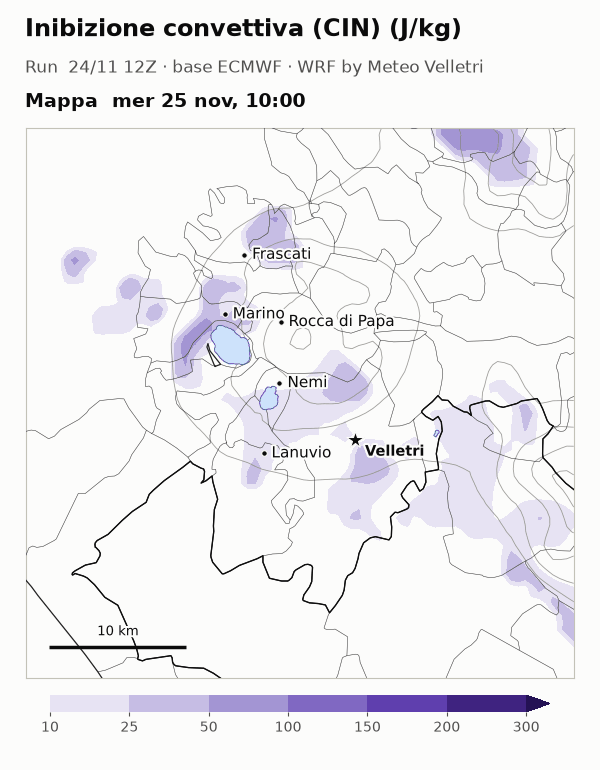 Inibizione convettiva (CIN) (J/kg)
Run  24/11 12Z · base ECMWF · WRF by Meteo Velletri
Mappa  mer 25 nov, 10:00
Frascati
Marino
Rocca di Papa
Nemi
Velletri
Lanuvio
10 km
10 25 50 100 150 200 300